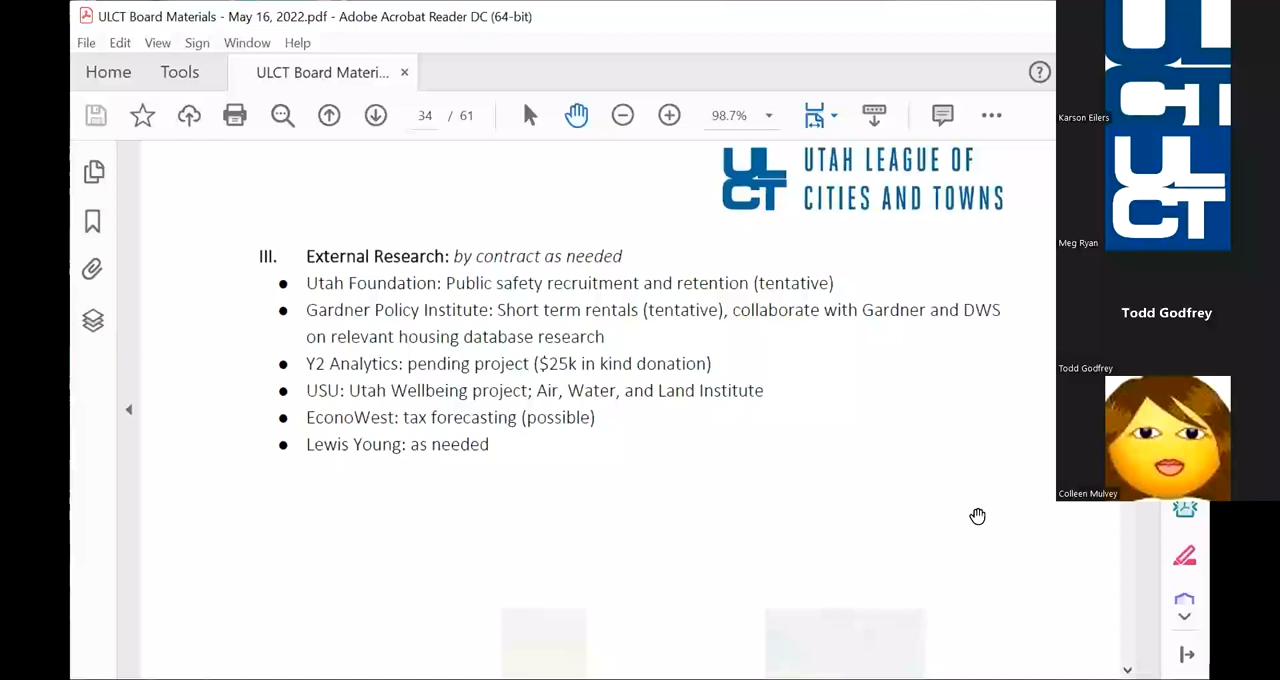 ULCT Board Materials - May 16, 2022.pdf - Adobe Acrobat Reader DC (64-bit)
File Edit View Sign Window Help
Home Tools ULCT Board Materi... ×
34 / 61 98.7%
UTAH LEAGUE OF
CITIES AND TOWNS
ULCT
III. External Research: by contract as needed
● Utah Foundation: Public safety recruitment and retention (tentative)
● Gardner Policy Institute: Short term rentals (tentative), collaborate with Gardner and DWS
on relevant housing database research
● Y2 Analytics: pending project ($25k in kind donation)
● USU: Utah Wellbeing project; Air, Water, and Land Institute
● EconoWest: tax forecasting (possible)
● Lewis Young: as needed
ULCT
Karson Eilers
ULCT
Meg Ryan
Todd Godfrey
Todd Godfrey
Colleen Mulvey